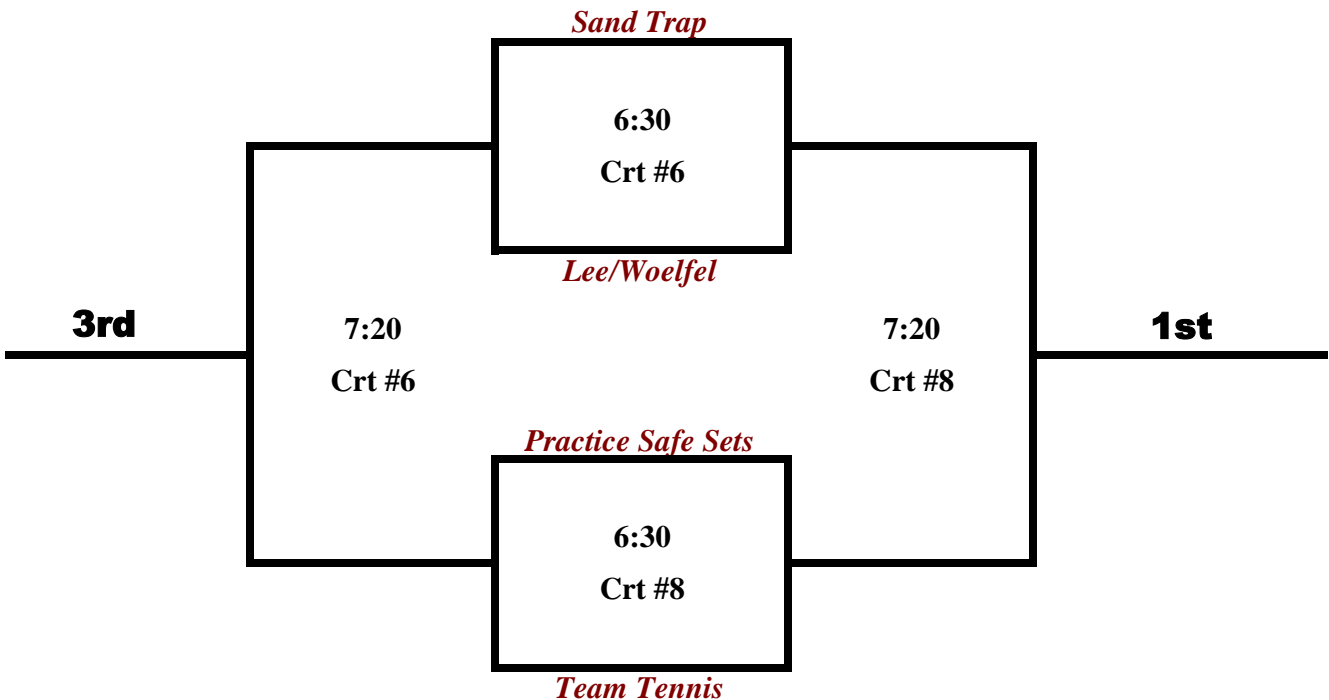 Sand Trap
6:30
Crt #6
Lee/Woelfel
3rd
7:20
Crt #6
7:20
Crt #8
1st
Practice Safe Sets
6:30
Crt #8
Team Tennis